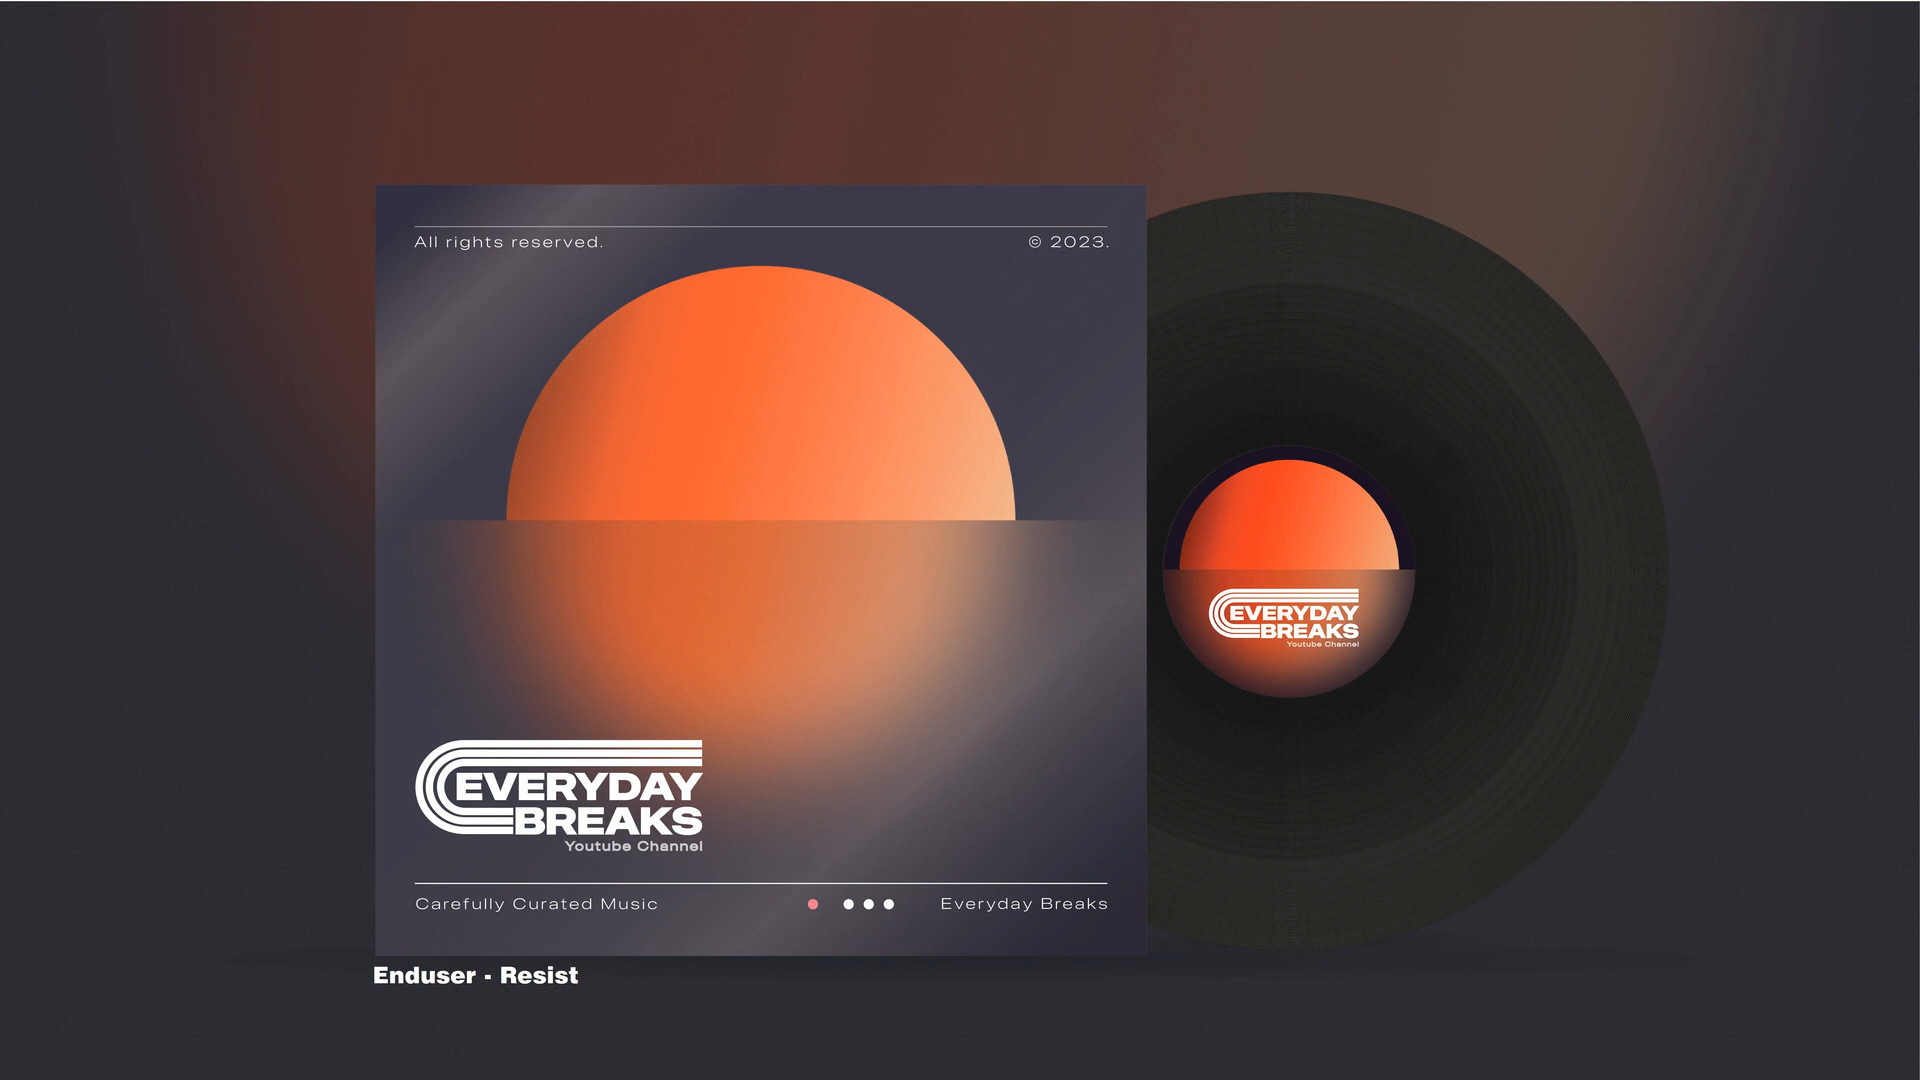 All rights reserved.
© 2023.
EVERYDAY
BREAKS
Youtube Channel
EVERYDAY
BREAKS
Youtube Channel
Carefully Curated Music
Everyday Breaks
Enduser - Resist